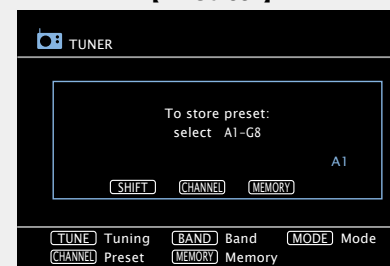 TUNER
To store preset:
select A1-G8
A1
SHIFT CHANNEL MEMORY
TUNE Tuning BAND Band MODE Mode
CHANNEL Preset MEMORY Memory